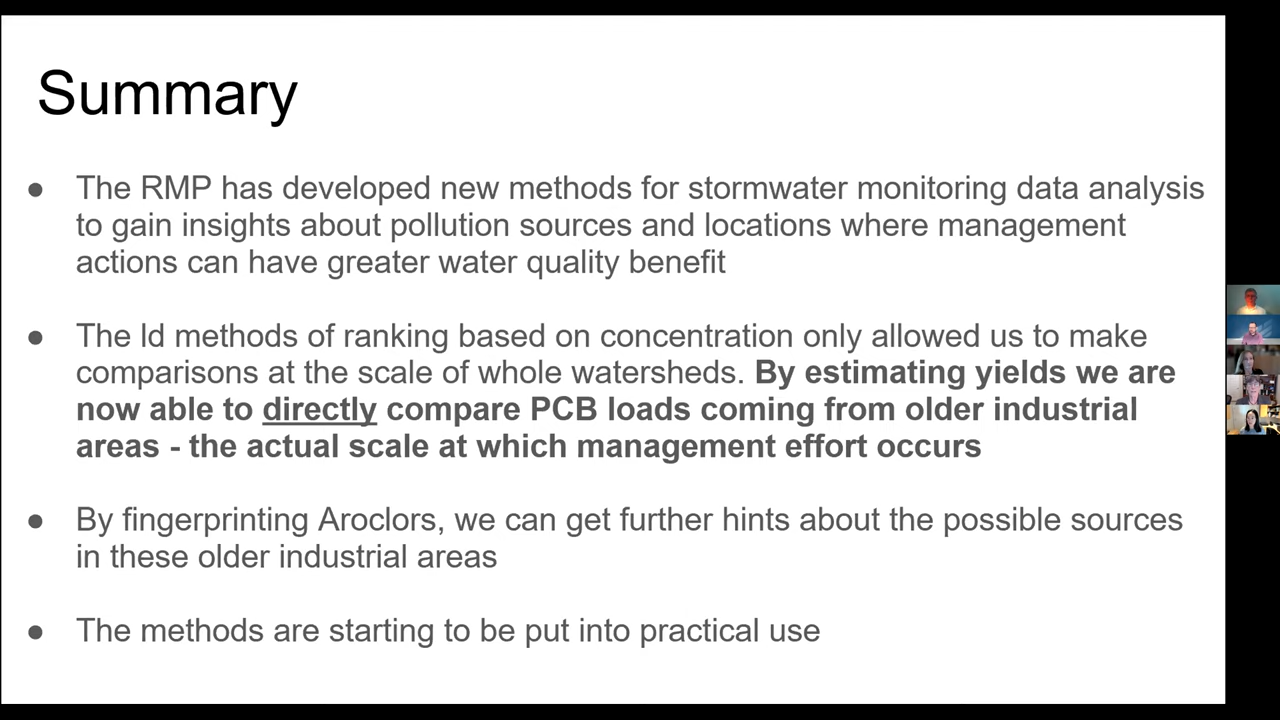 Summary
● The RMP has developed new methods for stormwater monitoring data analysis
to gain insights about pollution sources and locations where management
actions can have greater water quality benefit
● The ld methods of ranking based on concentration only allowed us to make
comparisons at the scale of whole watersheds. By estimating yields we are
now able to directly compare PCB loads coming from older industrial
areas - the actual scale at which management effort occurs
● By fingerprinting Aroclors, we can get further hints about the possible sources
in these older industrial areas
● The methods are starting to be put into practical use